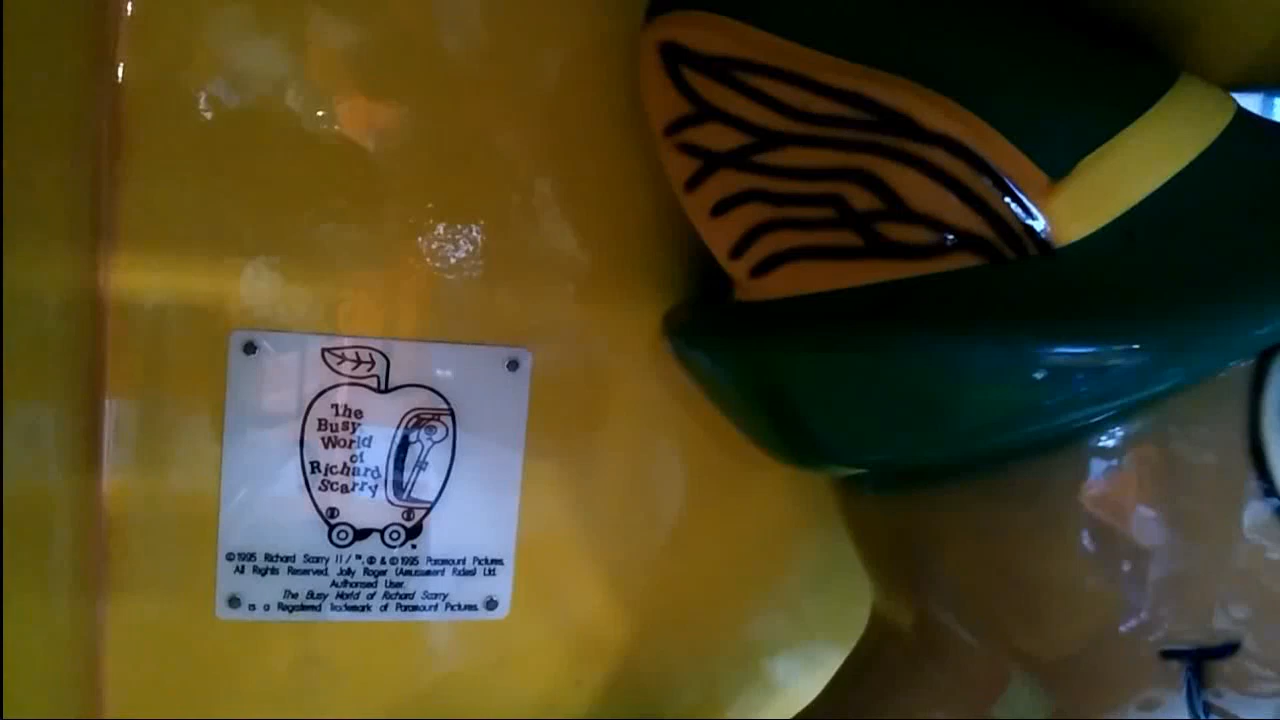 The
Busy
World
of
Richard
Scarry
©1995 Richard Scarry II / ™, ® & ©1995 Paramount Pictures.
All Rights Reserved. Jolly Roger (Amusement Rides) Ltd.
Authorised User.
The Busy World of Richard Scarry
is a Registered Trademark of Paramount Pictures.